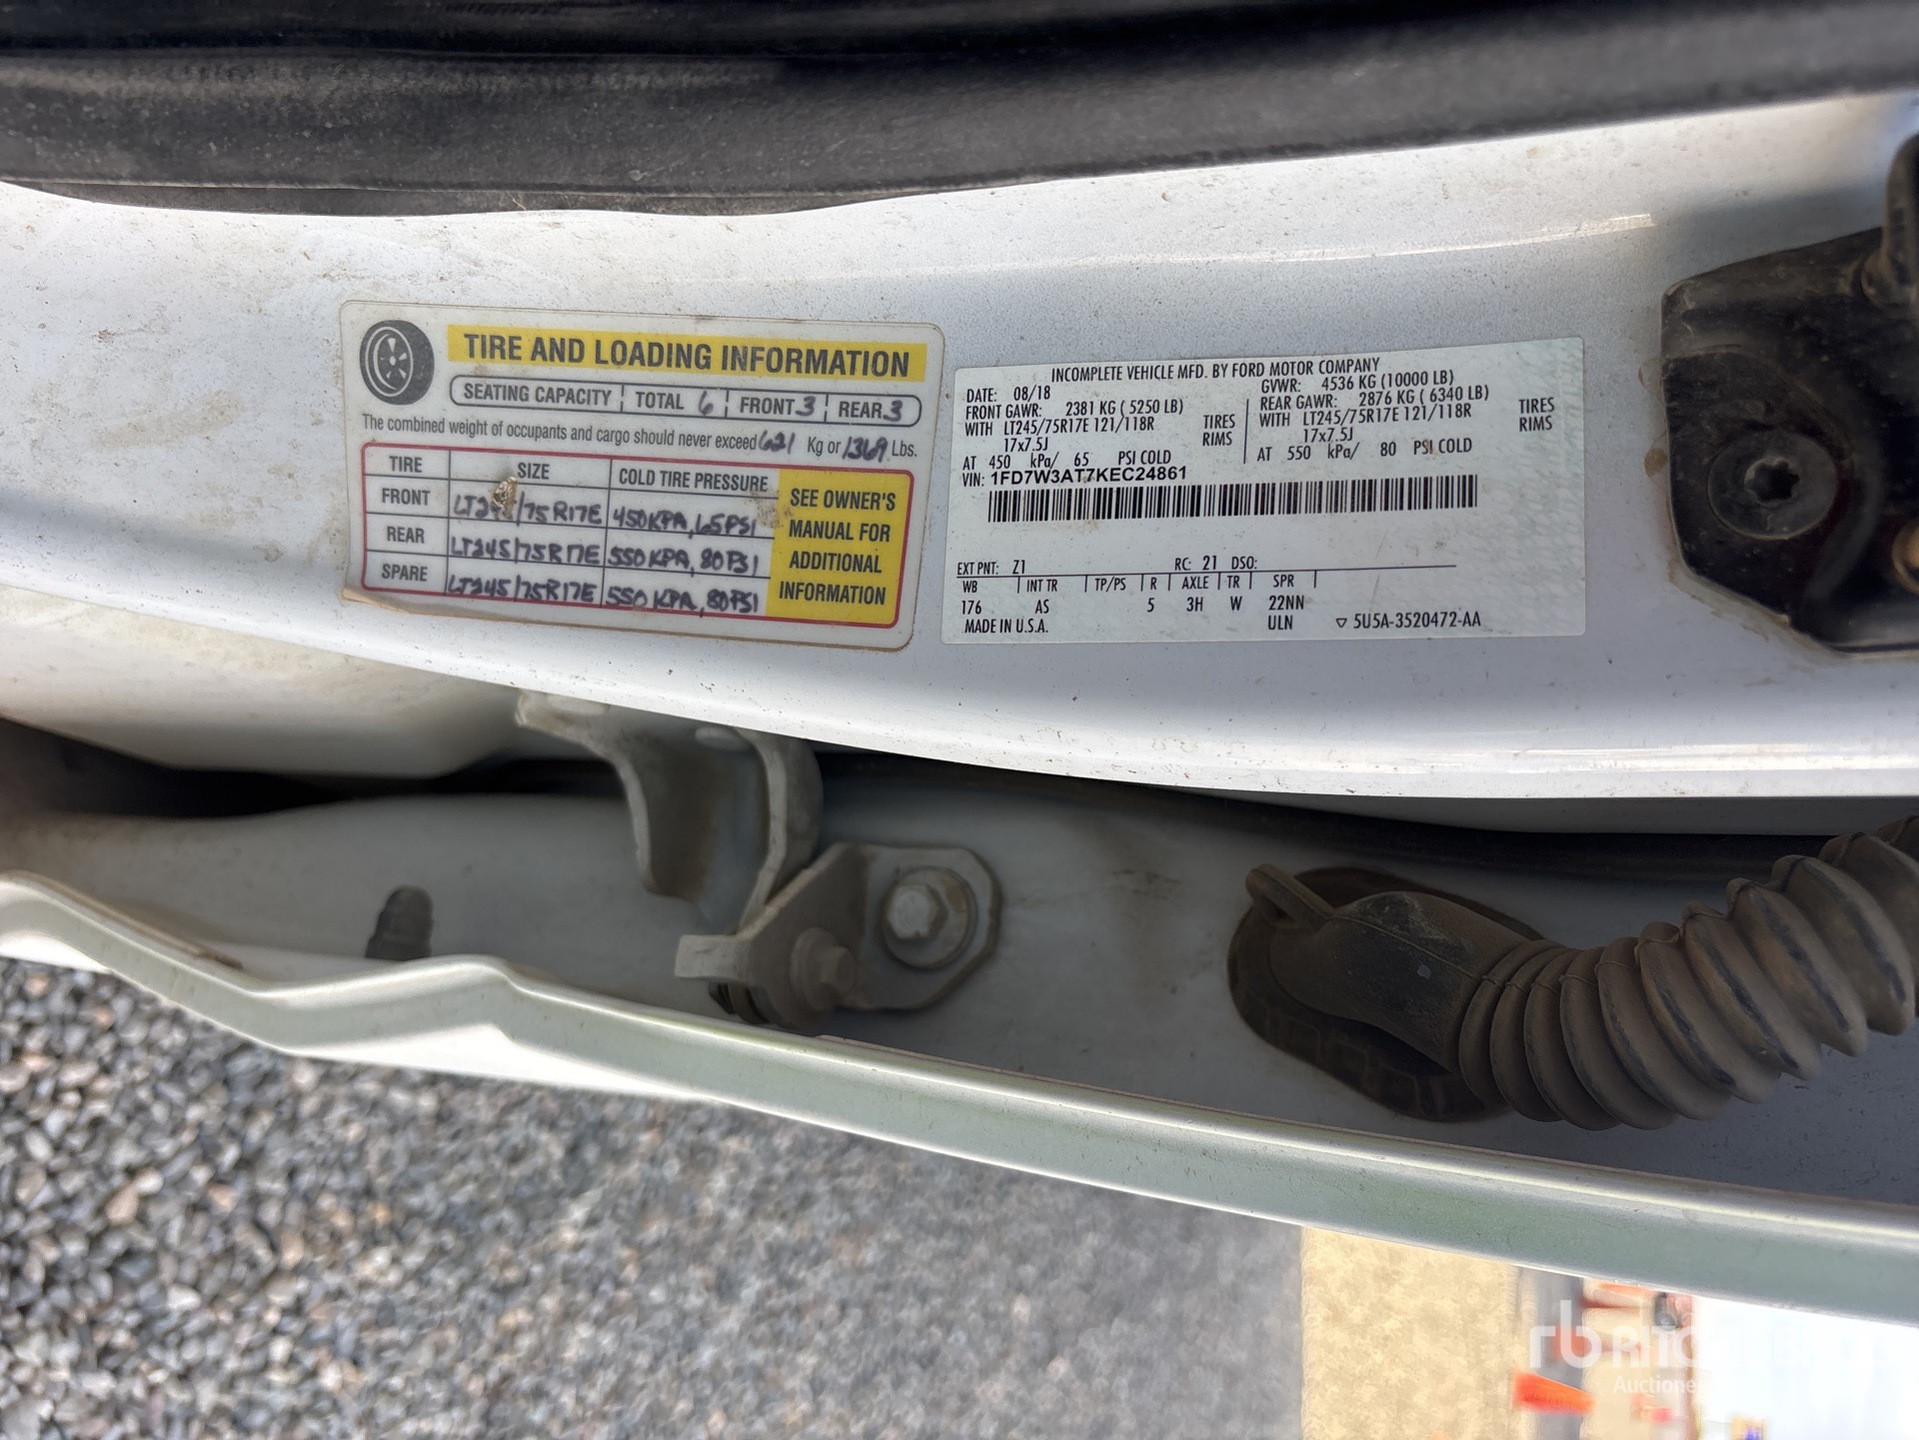 TIRE AND LOADING INFORMATION
SEATING CAPACITY TOTAL 6 FRONT 3 REAR 3
The combined weight of occupants and cargo should never exceed 621 Kg or 1369 Lbs.
TIRE SIZE COLD TIRE PRESSURE
FRONT /75R17E 450KPA, 65PSI
REAR LT245/75R17E 550KPA, 80PSI
SPARE LT245/75R17E 550KPA, 80PSI
SEE OWNER'S
MANUAL FOR
ADDITIONAL
INFORMATION
INCOMPLETE VEHICLE MFD. BY FORD MOTOR COMPANY
DATE: 08/18 GVWR: 4536 KG (10000 LB)
FRONT GAWR: 2381 KG ( 5250 LB) REAR GAWR: 2876 KG ( 6340 LB)
WITH LT245/75R17E 121/118R TIRES WITH LT245/75R17E 121/118R TIRES
17x7.5J RIMS 17x7.5J RIMS
AT 450 kPa/ 65 PSI COLD AT 550 kPa/ 80 PSI COLD
VIN: 1FD7W3AT7KEC24861
EXT PNT: Z1 RC: 21 DSO:
WB INT TR TP/PS R AXLE TR SPR
176 AS 5 3H W 22NN
MADE IN U.S.A. ULN ▽ 5U5A-3520472-AA
rb